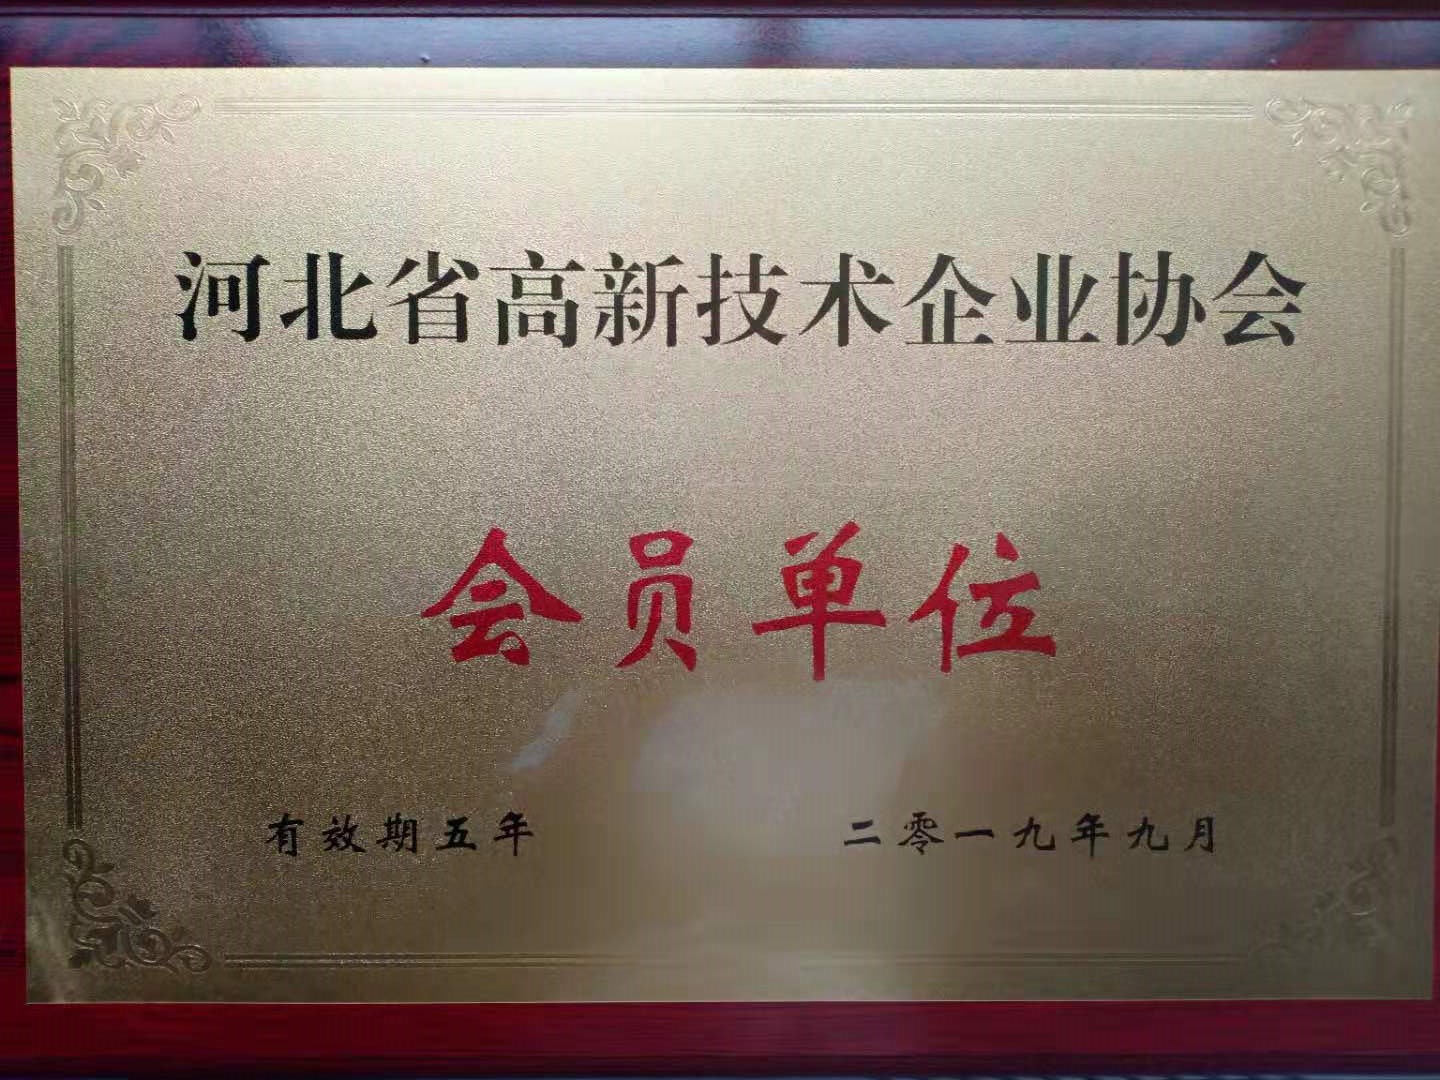 河北省高新技术企业协会
会员单位
有效期五年
二零一九年九月